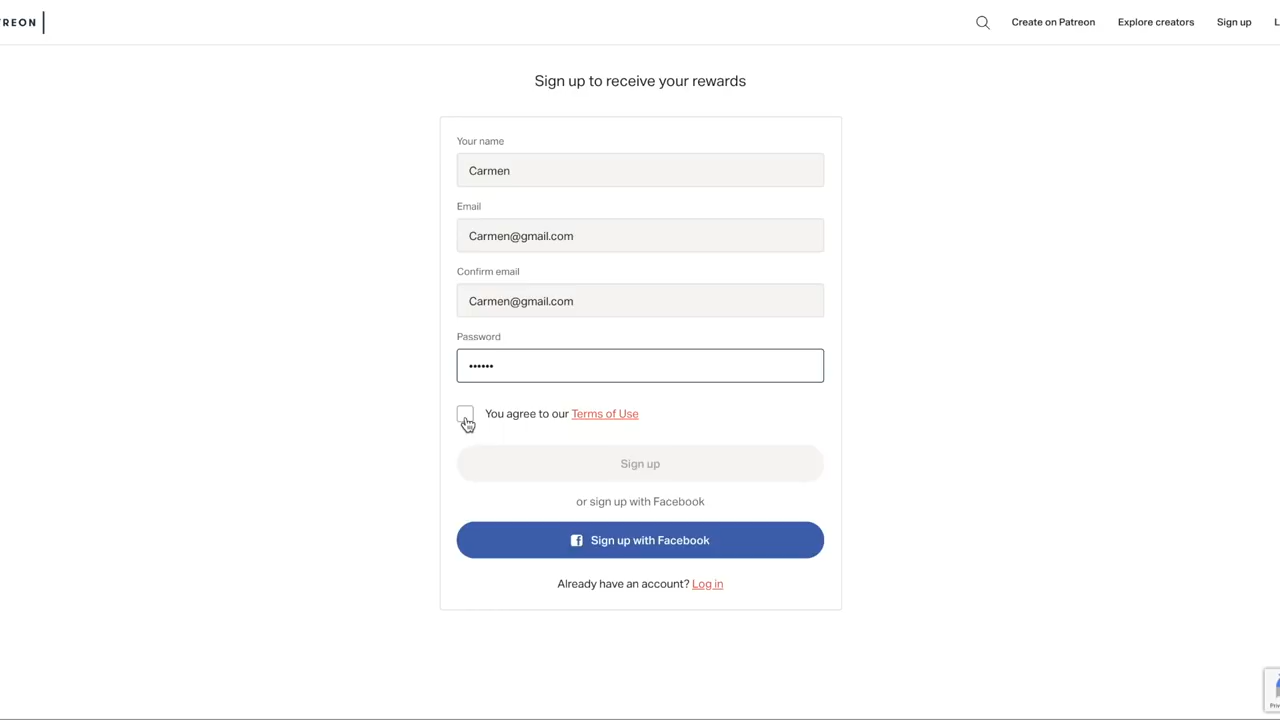 TREON
Create on Patreon
Explore creators
Sign up
L
Sign up to receive your rewards
Your name
Carmen
Email
Carmen@gmail.com
Confirm email
Carmen@gmail.com
Password
••••••
You agree to our Terms of Use
Sign up
or sign up with Facebook
Sign up with Facebook
Already have an account? Log in